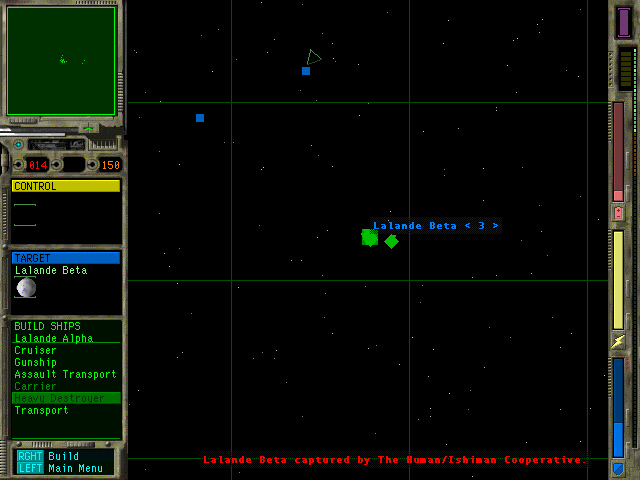 014
150
CONTROL
TARGET
Lalande Beta
BUILD SHIPS
Lalande Alpha
Cruiser
Gunship
Assault Transport
Carrier
Heavy Destroyer
Transport
RGHT Build
LEFT Main Menu
Lalande Beta < 3 >
Lalande Beta captured by The Human/Ishiman Cooperative.